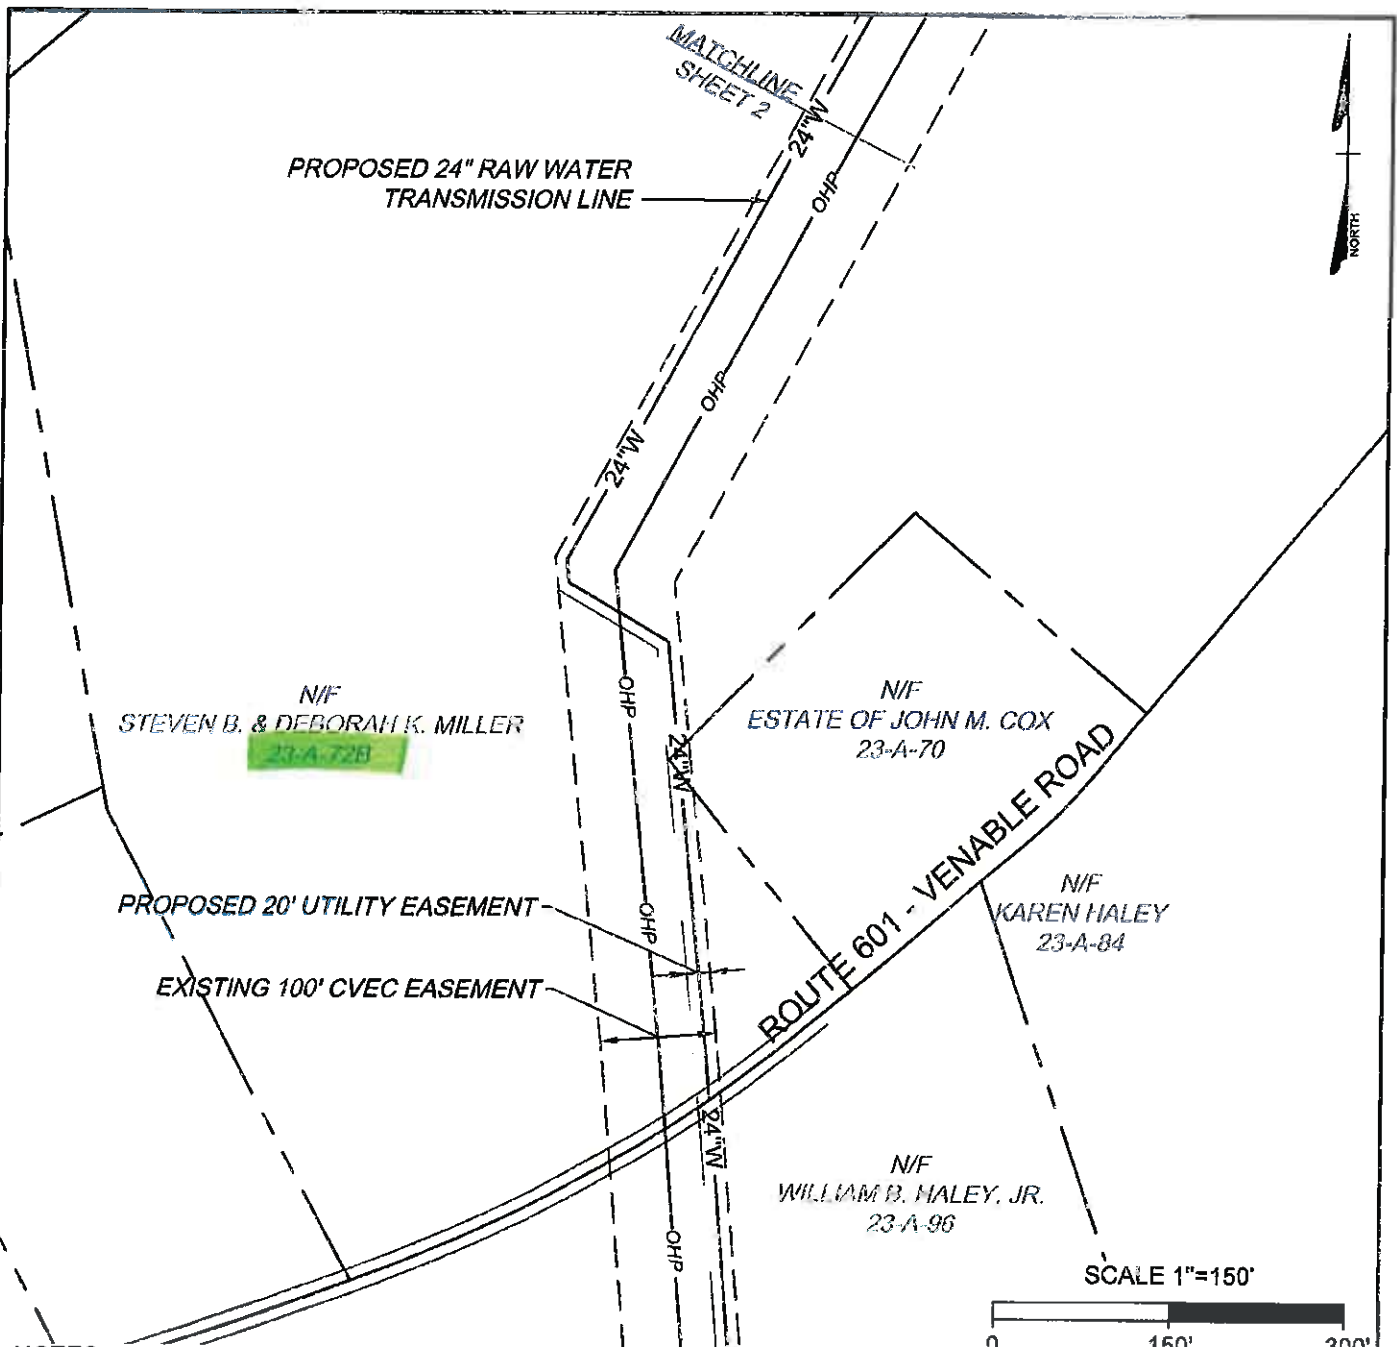 MATCHLINE
SHEET 2
24"W
PROPOSED 24" RAW WATER
TRANSMISSION LINE
OHP
NORTH
OHP
24"W
N/F
STEVEN B. & DEBORAH K. MILLER
23-A-72B
OHP
N/F
ESTATE OF JOHN M. COX
23-A-70
24"W
ROUTE 601 - VENABLE ROAD
PROPOSED 20' UTILITY EASEMENT
OHP
N/F
KAREN HALEY
23-A-84
EXISTING 100' CVEC EASEMENT
24"W
N/F
WILLIAM B. HALEY, JR.
23-A-96
OHP
SCALE 1"=150'
0 150' 300'